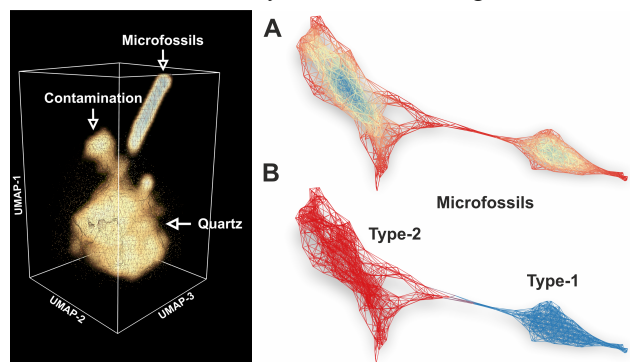 Microfossils
Contamination
Quartz
UMAP-1
UMAP-2
UMAP-3
A
B
Microfossils
Type-2
Type-1